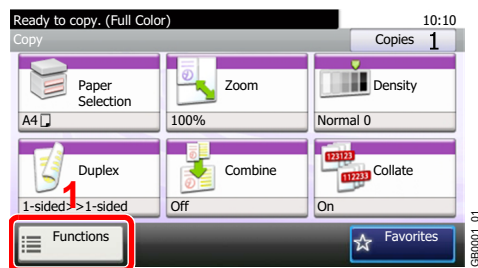 Ready to copy. (Full Color) 10:10
Copy Copies 1
Paper Selection
Zoom
Density
A4
100%
Normal 0
123123
112233
Duplex
Combine
Collate
1
1-sided>>1-sided
Off
On
Functions
Favorites
GB0001_01